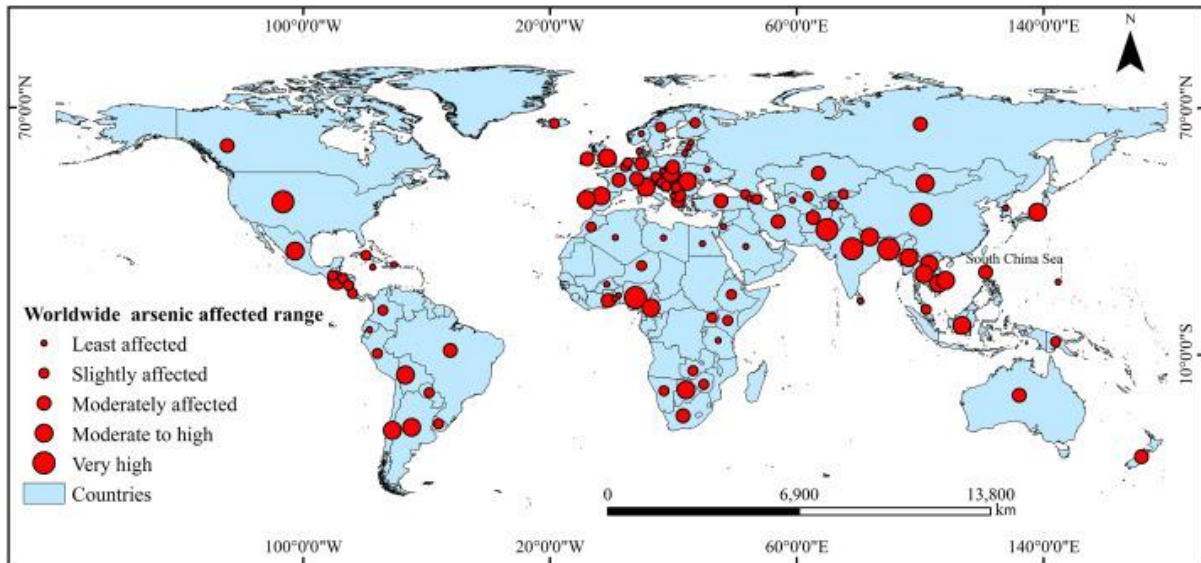 100°0'0"W 20°0'0"W 60°0'0"E 140°0'0"E
N
70°0'0"N 70°0'0"N
South China Sea
Worldwide arsenic affected range
Least affected
Slightly affected
Moderately affected
Moderate to high
Very high
Countries
10°0'0"S
0 6,900 13,800
km
100°0'0"W 20°0'0"W 60°0'0"E 140°0'0"E